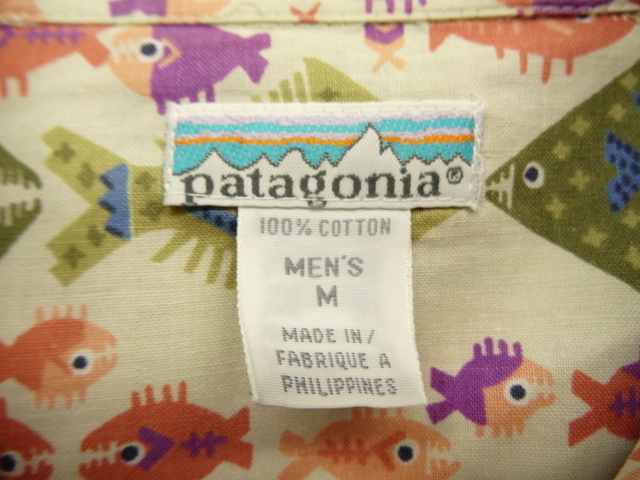 patagonia®
100% COTTON
MEN'S
M
MADE IN/
FABRIQUE A
PHILIPPINES